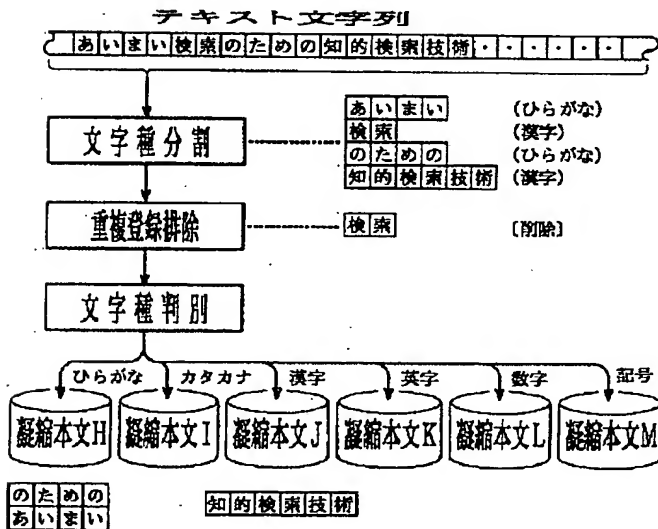 テキスト文字列
あいまい検索のための知的検索技術・・・・・・
文字種分割
あいまい (ひらがな)
検索 (漢字)
のための (ひらがな)
知的検索技術 (漢字)
重複登録排除
検索 〔削除〕
文字種判別
ひらがな カタカナ 漢字 英字 数字 記号
凝縮本文H 凝縮本文I 凝縮本文J 凝縮本文K 凝縮本文L 凝縮本文M
のための 知的検索技術
あいまい